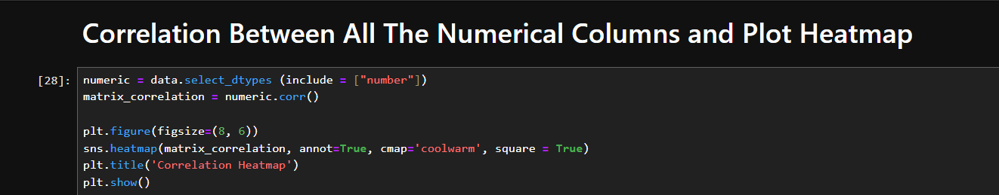 Correlation Between All The Numerical Columns and Plot Heatmap
[28]: numeric = data.select_dtypes (include = ["number"])
matrix_correlation = numeric.corr()
plt.figure(figsize=(8, 6))
sns.heatmap(matrix_correlation, annot=True, cmap='coolwarm', square = True)
plt.title('Correlation Heatmap')
plt.show()